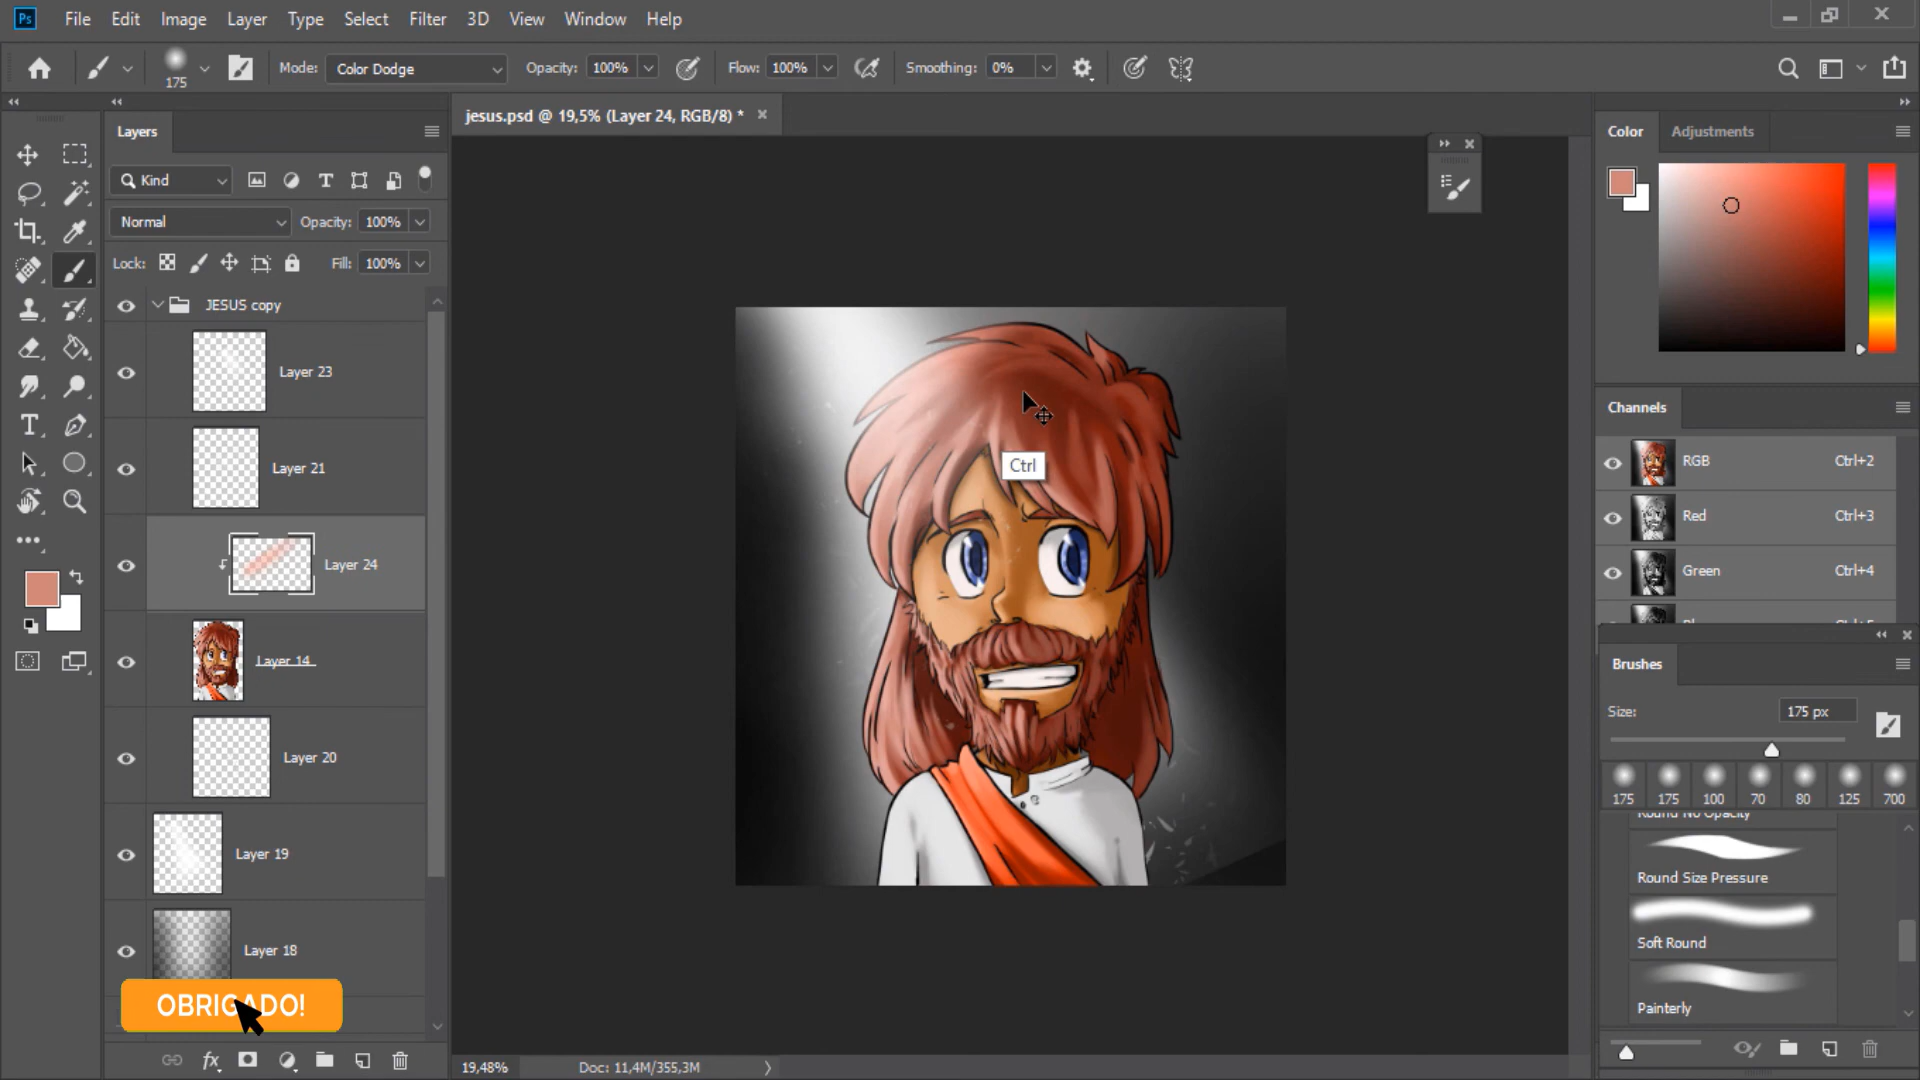 Ps File Edit Image Layer Type Select Filter 3D View Window Help
175 Mode: Color Dodge Opacity: 100% Flow: 100% Smoothing: 0%
Layers
jesus.psd @ 19,5% (Layer 24, RGB/8) *
Color Adjustments
Kind
Normal Opacity: 100%
Lock: Fill: 100%
JESUS copy
Layer 23
Layer 21
Layer 24
Layer 14
Layer 20
Layer 19
Layer 18
OBRIGADO!
fx
Ctrl
19,48% Doc: 11,4M/355,3M
Channels
RGB Ctrl+2
Red Ctrl+3
Green Ctrl+4
Brushes
Size: 175 px
175 175 100 70 80 125 700
Round No Opacity
Round Size Pressure
Soft Round
Painterly